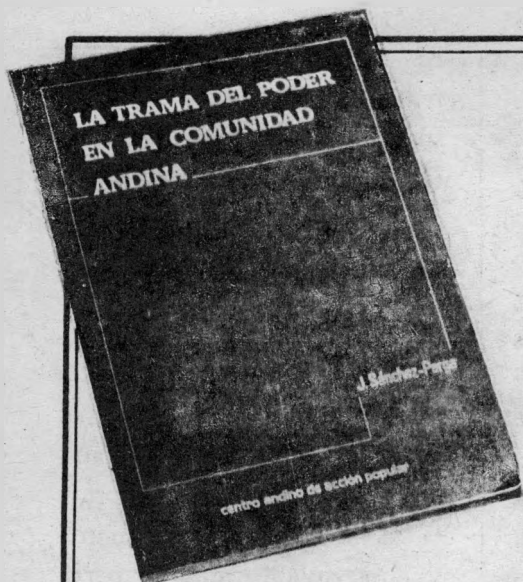 LA TRAMA DEL PODER
EN LA COMUNIDAD
ANDINA
J. Sánchez-Parga
centro andino de acción popular